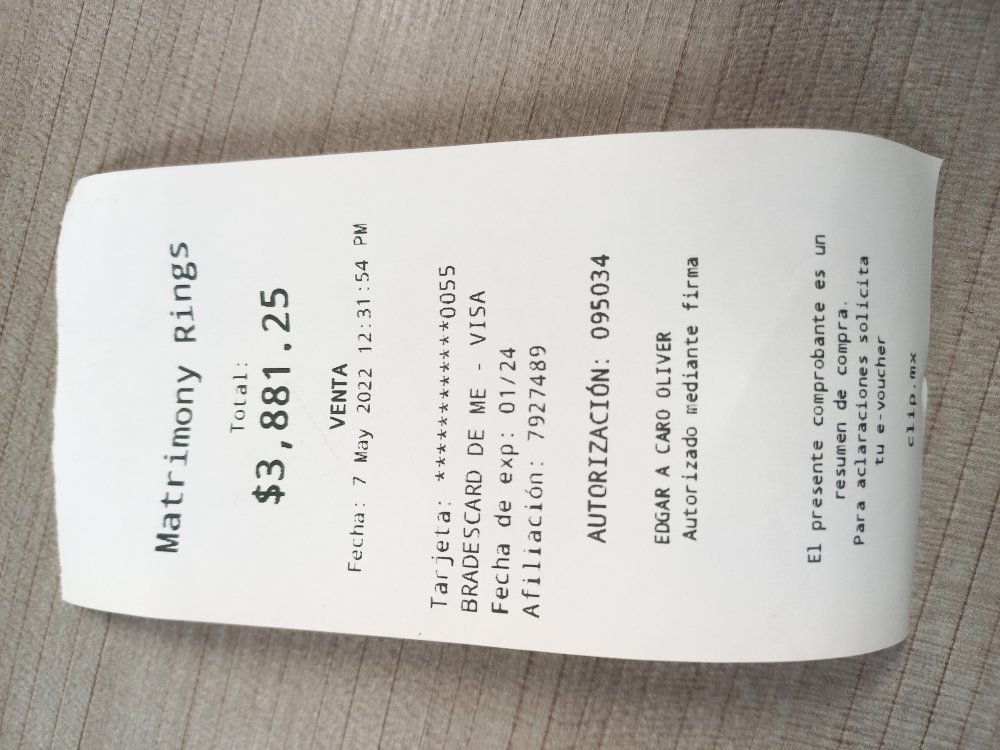 Matrimony Rings
Total:
$3,881.25
VENTA
Fecha: 7 May 2022 12:31:54 PM
Tarjeta: ************0055
BRADESCARD DE ME - VISA
Fecha de exp: 01/24
Afiliación: 7927489
AUTORIZACIÓN: 095034
EDGAR A CARO OLIVER
Autorizado mediante firma
El presente comprobante es un
resumen de compra.
Para aclaraciones solicita
tu e-voucher
clip.mx